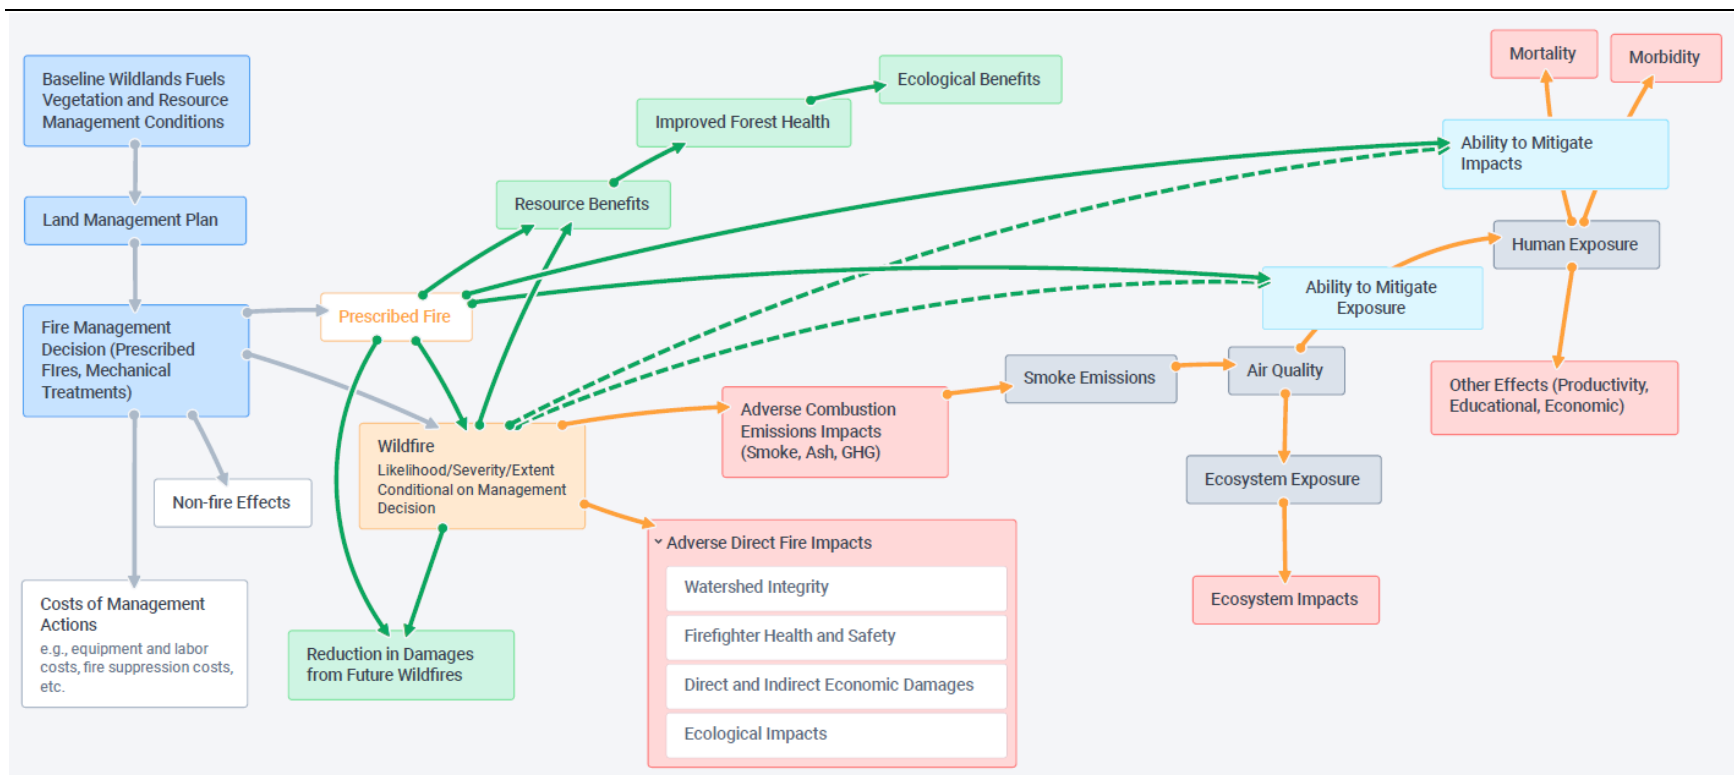 Baseline Wildlands Fuels
Vegetation and Resource
Management Conditions
Land Management Plan
Fire Management
Decision (Prescribed
FIres, Mechanical
Treatments)
Non-fire Effects
Costs of Management
Actions
e.g., equipment and labor
costs, fire suppression costs,
etc.
Prescribed Fire
Wildfire
Likelihood/Severity/Extent
Conditional on Management
Decision
Reduction in Damages
from Future Wildfires
Resource Benefits
Improved Forest Health
Ecological Benefits
Adverse Combustion
Emissions Impacts
(Smoke, Ash, GHG)
Adverse Direct Fire Impacts
Watershed Integrity
Firefighter Health and Safety
Direct and Indirect Economic Damages
Ecological Impacts
Smoke Emissions
Air Quality
Ecosystem Exposure
Ecosystem Impacts
Ability to Mitigate
Exposure
Ability to Mitigate
Impacts
Human Exposure
Mortality
Morbidity
Other Effects (Productivity,
Educational, Economic)